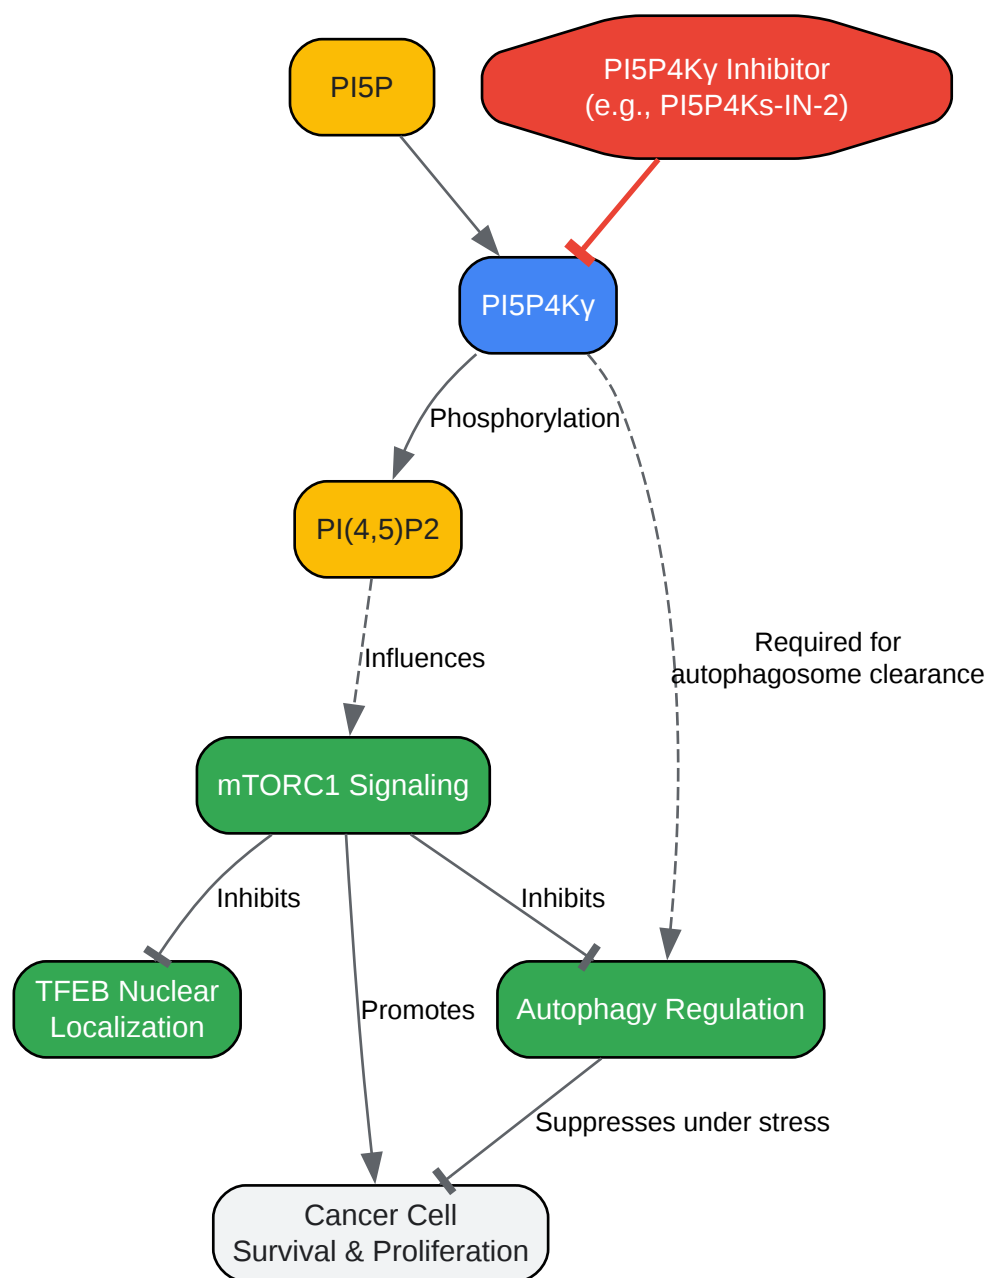 PI5P
PI5P4Kγ Inhibitor
(e.g., PI5P4Ks-IN-2)
PI5P4Kγ
Phosphorylation
PI(4,5)P2
Influences
Required for
autophagosome clearance
mTORC1 Signaling
Inhibits
Inhibits
TFEB Nuclear
Localization
Promotes
Autophagy Regulation
Suppresses under stress
Cancer Cell
Survival & Proliferation